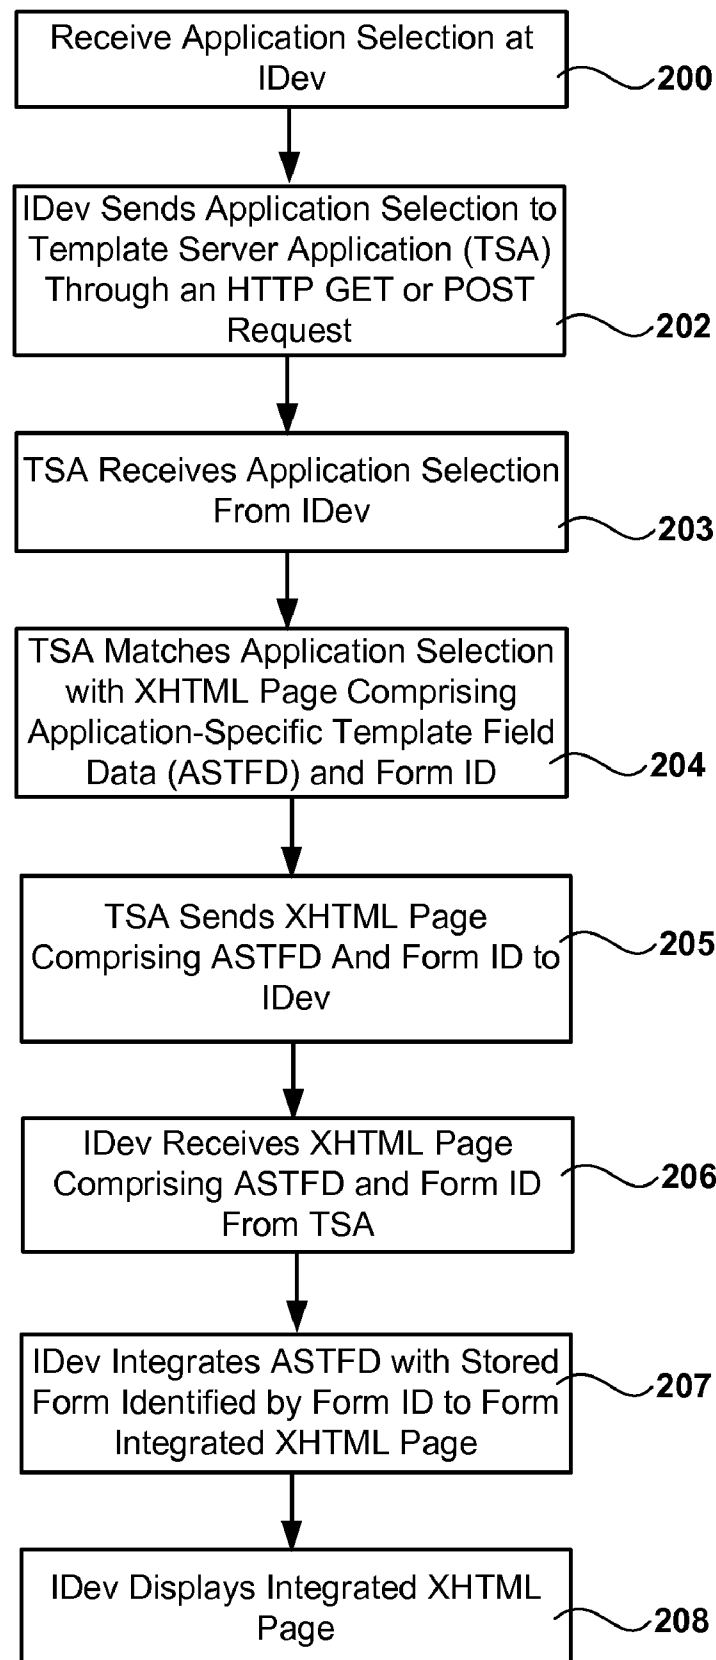 Receive Application Selection at
IDev
200
IDev Sends Application Selection to
Template Server Application (TSA)
Through an HTTP GET or POST
Request
202
TSA Receives Application Selection
From IDev
203
TSA Matches Application Selection
with XHTML Page Comprising
Application-Specific Template Field
Data (ASTFD) and Form ID
204
TSA Sends XHTML Page
Comprising ASTFD And Form ID to
IDev
205
IDev Receives XHTML Page
Comprising ASTFD and Form ID
From TSA
206
IDev Integrates ASTFD with Stored
Form Identified by Form ID to Form
Integrated XHTML Page
207
IDev Displays Integrated XHTML
Page
208